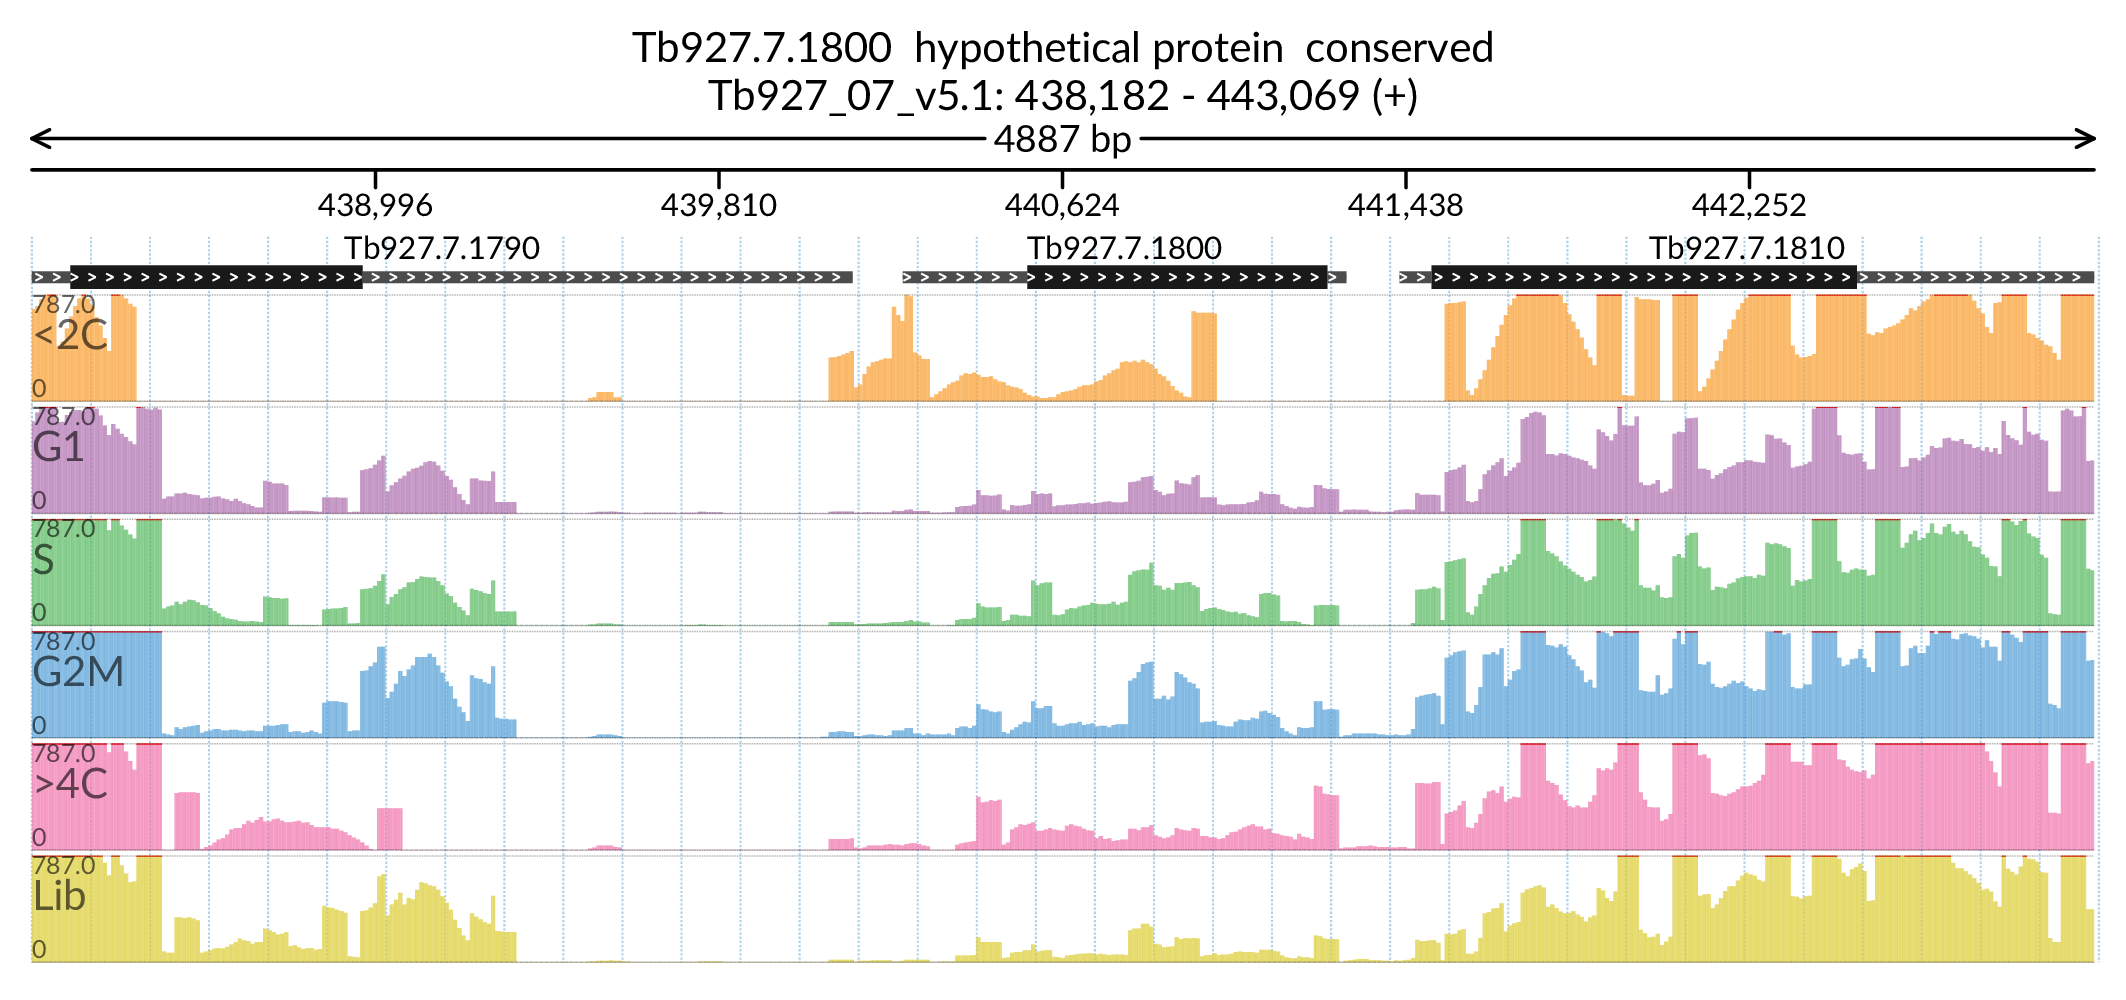 Tb927.7.1800  hypothetical protein  conserved
Tb927_07_v5.1: 438,182 - 443,069 (+)
4887 bp
438,996 439,810 440,624 441,438 442,252
Tb927.7.1790 Tb927.7.1800 Tb927.7.1810
787.0
<2C
0
787.0
G1
0
787.0
S
0
787.0
G2M
0
787.0
>4C
0
787.0
Lib
0